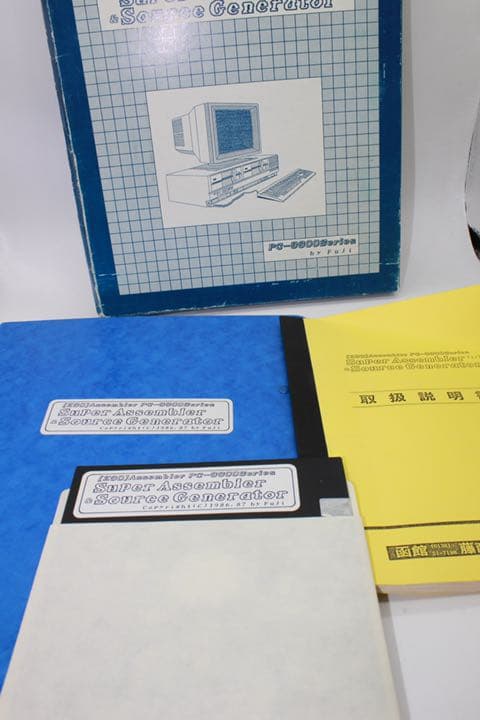 Super
& Source Generator
PC-8800Series
by Fuji
[Z80]Assembler PC-8800Series
Super Assembler
& Source Generator
CoPyright(C)1986.87 by Fuji
[Z80]Assembler PC-8800Series
Super Assembler
& Source Generator
取扱説明
函館
藤
[Z80]Assembler PC-8800Series
Super Assembler
& Source Generator
CoPyright(C)1986.87 by Fuji